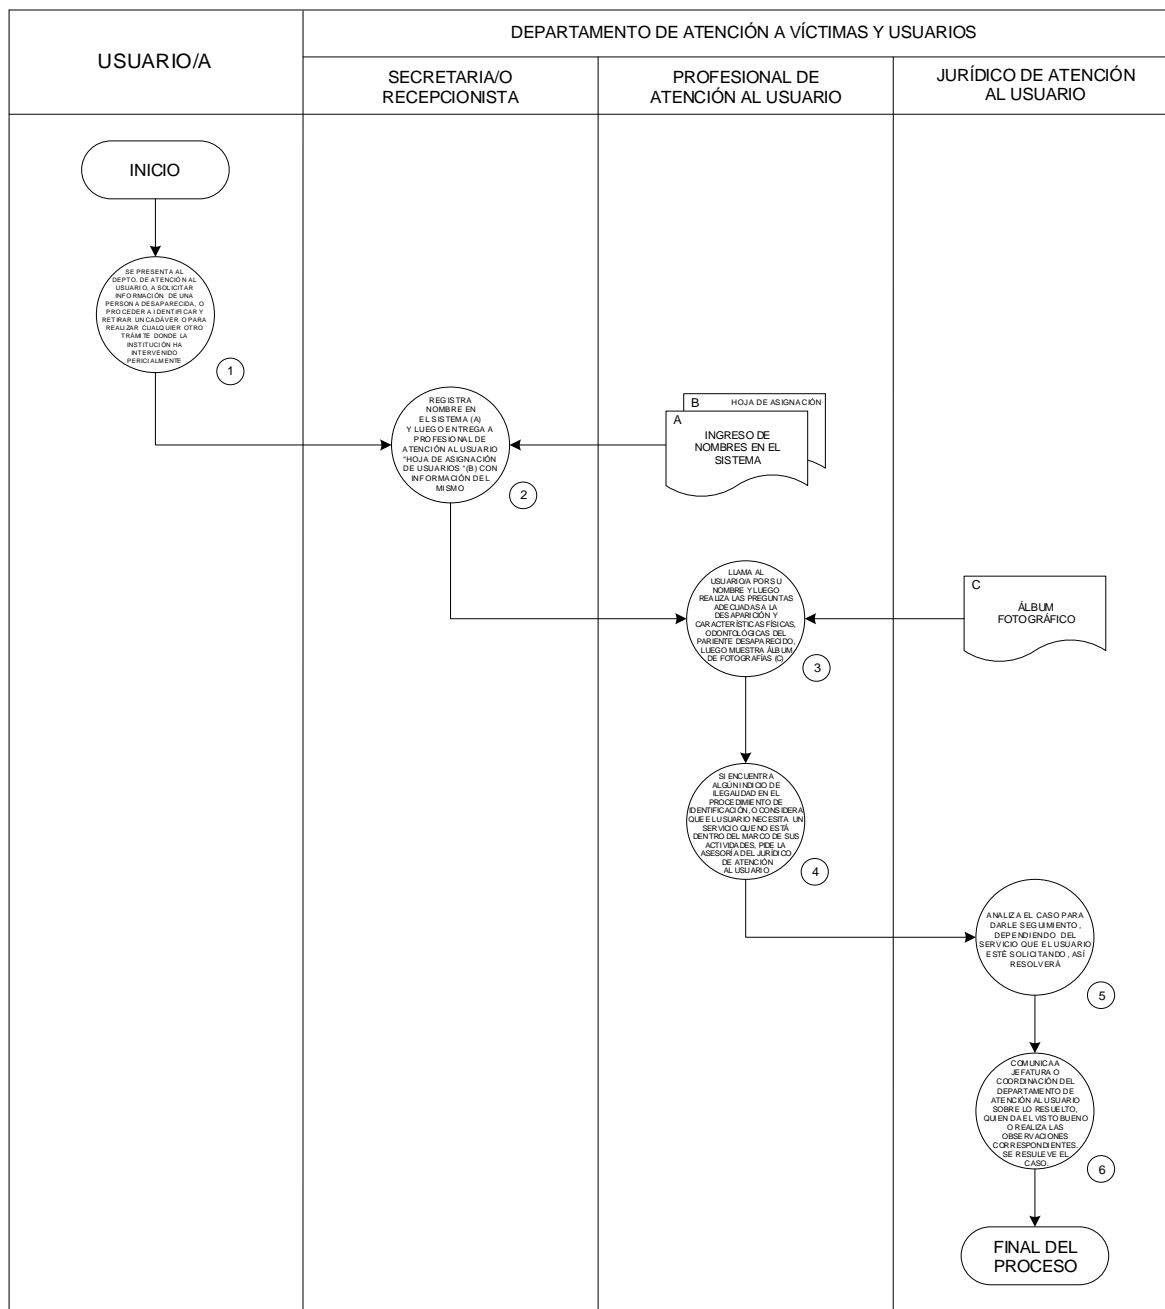 USUARIO/A
DEPARTAMENTO DE ATENCIÓN A VÍCTIMAS Y USUARIOS
SECRETARIA/O
RECEPCIONISTA
PROFESIONAL DE
ATENCIÓN AL USUARIO
JURÍDICO DE ATENCIÓN
AL USUARIO
INICIO
SE PRESENTA AL
DEPTO. DE ATENCIÓN AL
USUARIO, A SOLICITAR
INFORMACIÓN DE UNA
PERSONA DESAPARECIDA, O
PROCEDER A IDENTIFICAR Y
RETIRAR UN CADÁVER O PARA
REALIZAR CUALQUIER OTRO
TRÁMITE DONDE LA
INSTITUCIÓN HA
INTERVENIDO
PERICIALMENTE
1
REGISTRA
NOMBRE EN
EL SISTEMA (A)
Y LUEGO ENTREGA A
PROFESIONAL DE
ATENCIÓN AL USUARIO
"HOJA DE ASIGNACIÓN
DE USUARIOS "(B) CON
INFORMACIÓN DEL
MISMO
2
B HOJA DE ASIGNACIÓN
A
INGRESO DE
NOMBRES EN EL
SISTEMA
LLAMA AL
USUARIO/A POR SU
NOMBRE Y LUEGO
REALIZA LAS PREGUNTAS
ADECUADAS A LA
DESAPARICIÓN Y
CARACTERÍSTICAS FÍSICAS,
ODONTOLÓGICAS DEL
PARIENTE DESAPARECIDO,
LUEGO MUESTRA ÁLBUM
DE FOTOGRAFÍAS (C)
3
C
ÁLBUM
FOTOGRÁFICO
SI ENCUENTRA
ALGÚN INDICIO DE
ILEGALIDAD EN EL
PROCEDIMIENTO DE
IDENTIFICACIÓN, O CONSIDERA
QUE EL USUARIO NECESITA UN
SERVICIO QUE NO ESTÁ
DENTRO DEL MARCO DE SUS
ACTIVIDADES, PIDE LA
ASESORÍA DEL JURÍDICO
DE ATENCIÓN
AL USUARIO
4
ANALIZA EL CASO PARA
DARLE SEGUIMIENTO,
DEPENDIENDO DEL
SERVICIO QUE EL USUARIO
ESTÉ SOLICITANDO, ASÍ
RESOLVERÁ
5
COMUNICA A
JEFATURA O
COORDINACIÓN DEL
DEPARTAMENTO DE
ATENCIÓN AL USUARIO
SOBRE LO RESUELTO,
QUIEN DA EL VISTO BUENO
O REALIZA LAS
OBSERVACIONES
CORRESPONDIENTES.
SE RESULEVE EL
CASO.
6
FINAL DEL
PROCESO